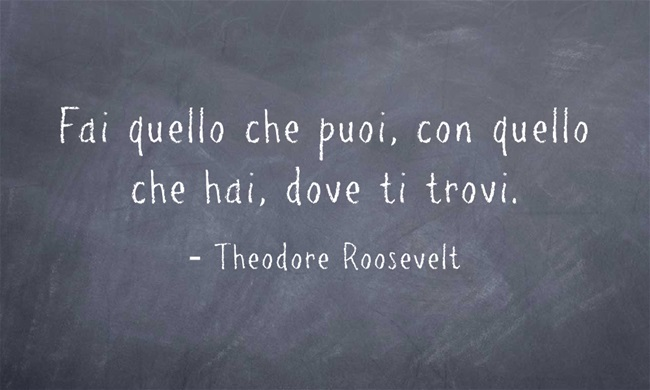 Fai quello che puoi, con quello
che hai, dove ti trovi.
- Theodore Roosevelt